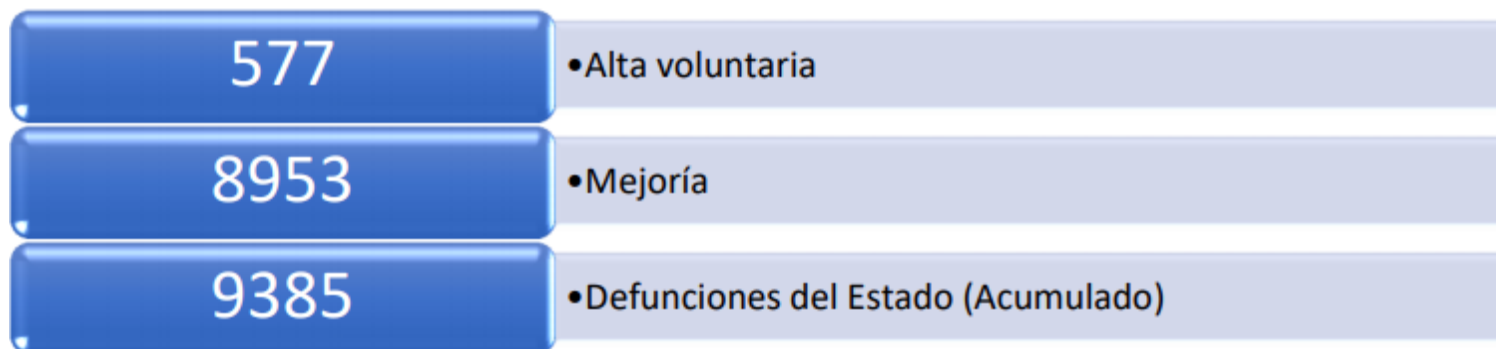 577
•Alta voluntaria
8953
•Mejoría
9385
•Defunciones del Estado (Acumulado)